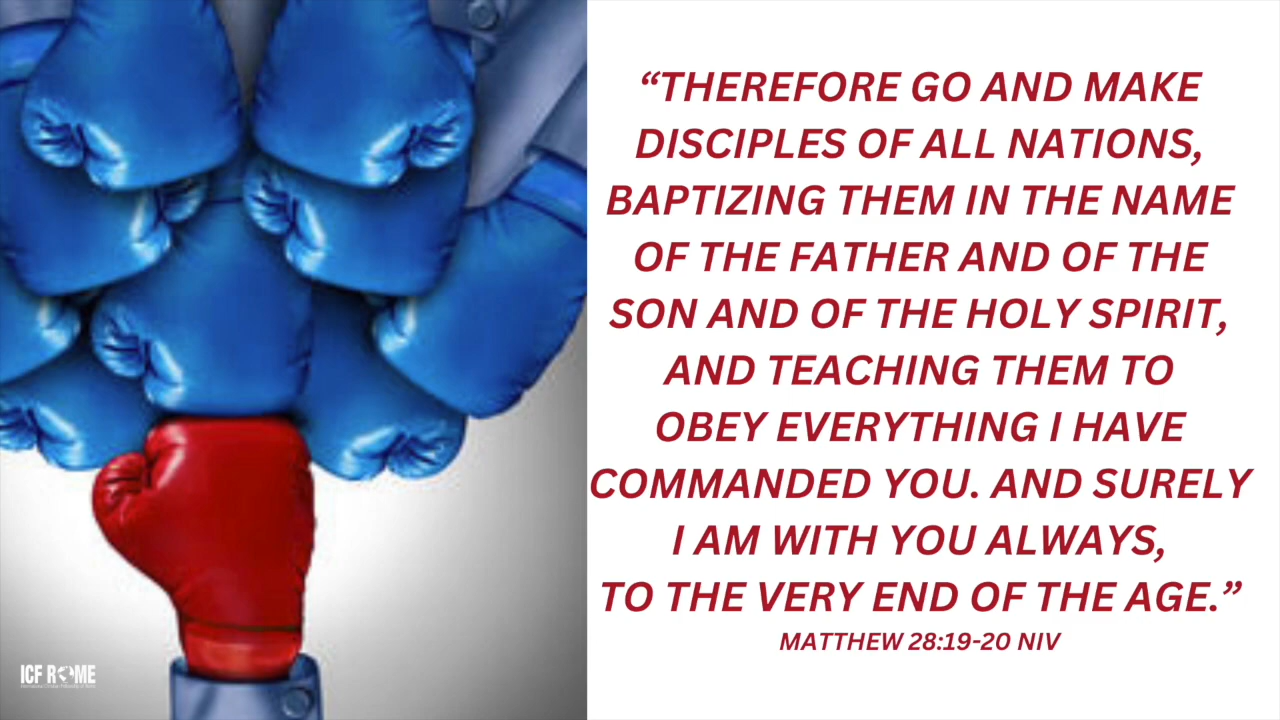 “THEREFORE GO AND MAKE
DISCIPLES OF ALL NATIONS,
BAPTIZING THEM IN THE NAME
OF THE FATHER AND OF THE
SON AND OF THE HOLY SPIRIT,
AND TEACHING THEM TO
OBEY EVERYTHING I HAVE
COMMANDED YOU. AND SURELY
I AM WITH YOU ALWAYS,
TO THE VERY END OF THE AGE.”
MATTHEW 28:19-20 NIV
ICF ROME